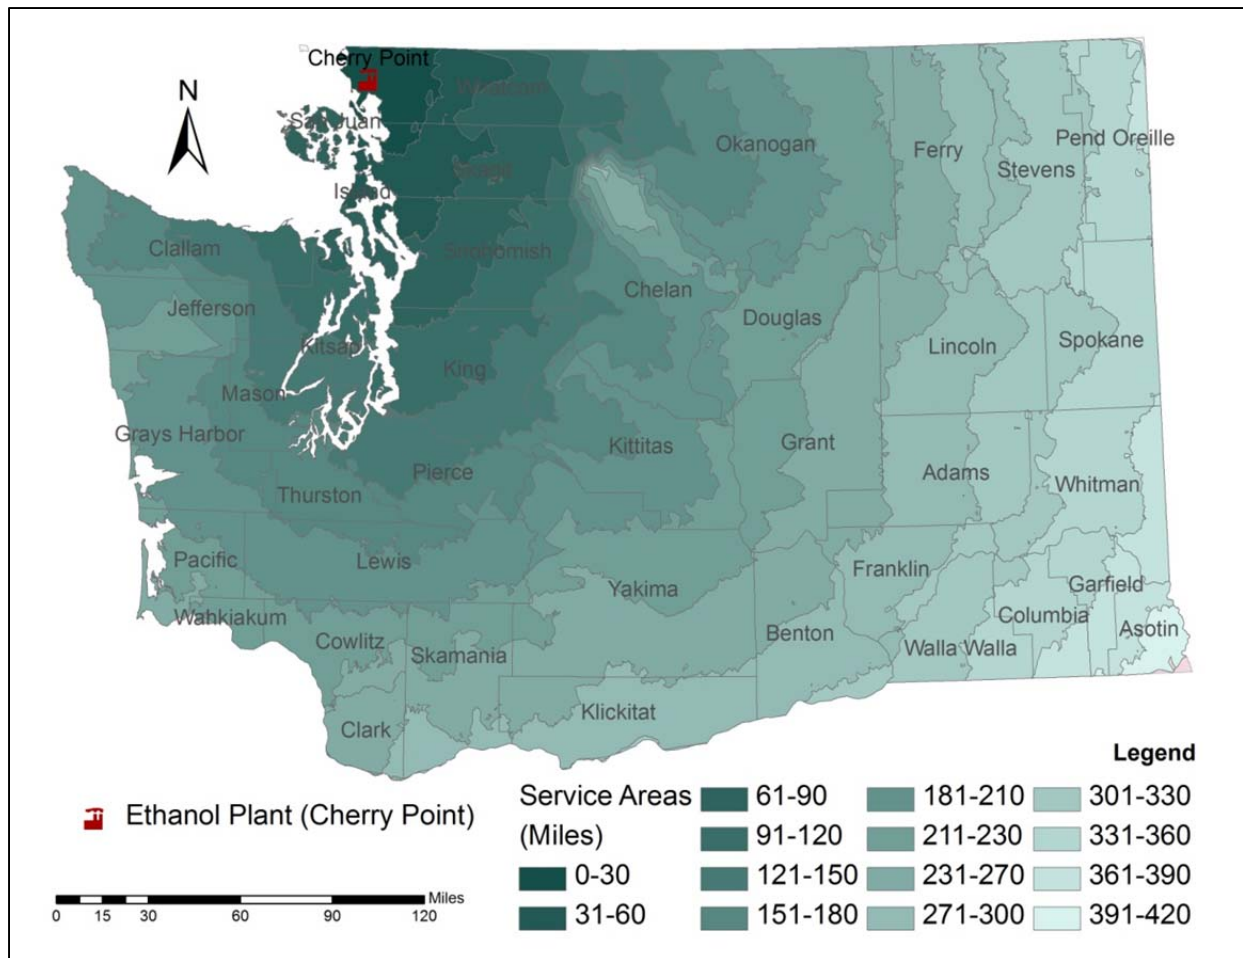 Cherry Point
N
Whatcom
San Juan
Okanogan
Ferry
Pend Oreille
Stevens
Skagit
Island
Clallam
Snohomish
Chelan
Jefferson
Douglas
Kitsap
Lincoln
Spokane
King
Mason
Grays Harbor
Kittitas
Grant
Pierce
Adams
Whitman
Thurston
Pacific
Lewis
Franklin
Yakima
Garfield
Wahkiakum
Columbia
Cowlitz
Benton
Asotin
Skamania
Walla Walla
Klickitat
Clark
Legend
Ethanol Plant (Cherry Point)
Service Areas
(Miles)
0-30
31-60
61-90
91-120
121-150
151-180
181-210
211-230
231-270
271-300
301-330
331-360
361-390
391-420
Miles
0 15 30 60 90 120